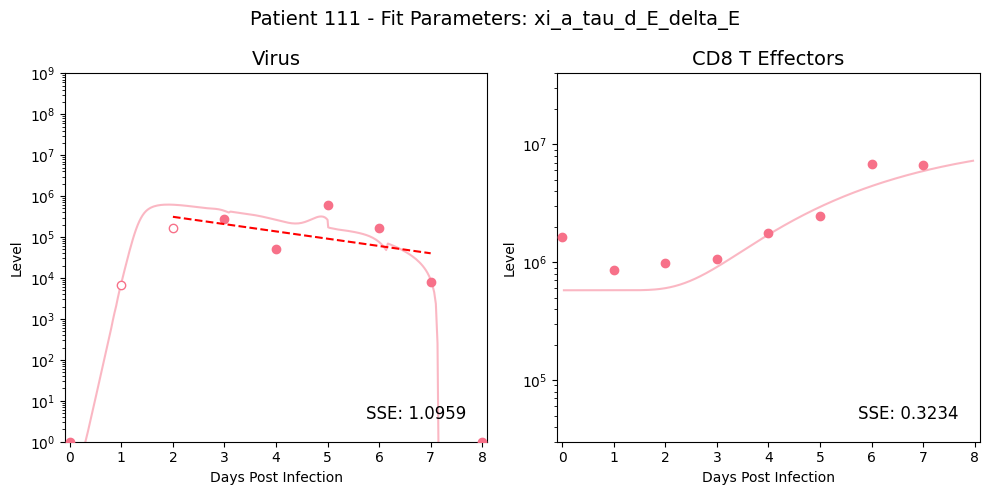 Patient 111 - Fit Parameters: xi_a_tau_d_E_delta_E
Virus
CD8 T Effectors
Level
10^9
10^8
10^7
10^6
10^5
10^4
10^3
10^2
10^1
10^0
SSE: 1.0959
0 1 2 3 4 5 6 7 8
Days Post Infection
Level
10^7
10^6
10^5
SSE: 0.3234
0 1 2 3 4 5 6 7 8
Days Post Infection